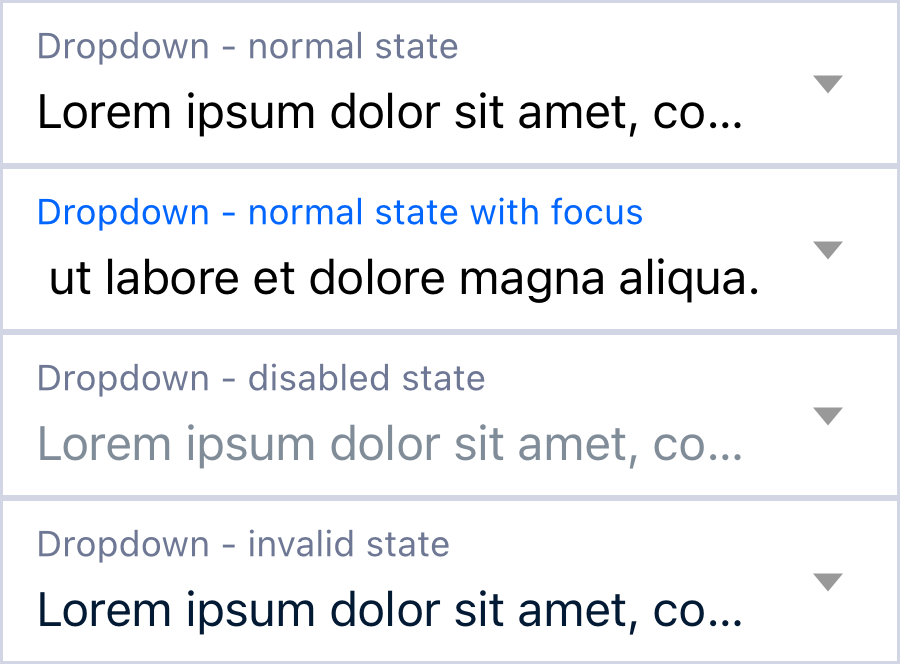 Dropdown - normal state
Lorem ipsum dolor sit amet, co...
Dropdown - normal state with focus
ut labore et dolore magna aliqua.
Dropdown - disabled state
Lorem ipsum dolor sit amet, co...
Dropdown - invalid state
Lorem ipsum dolor sit amet, co...